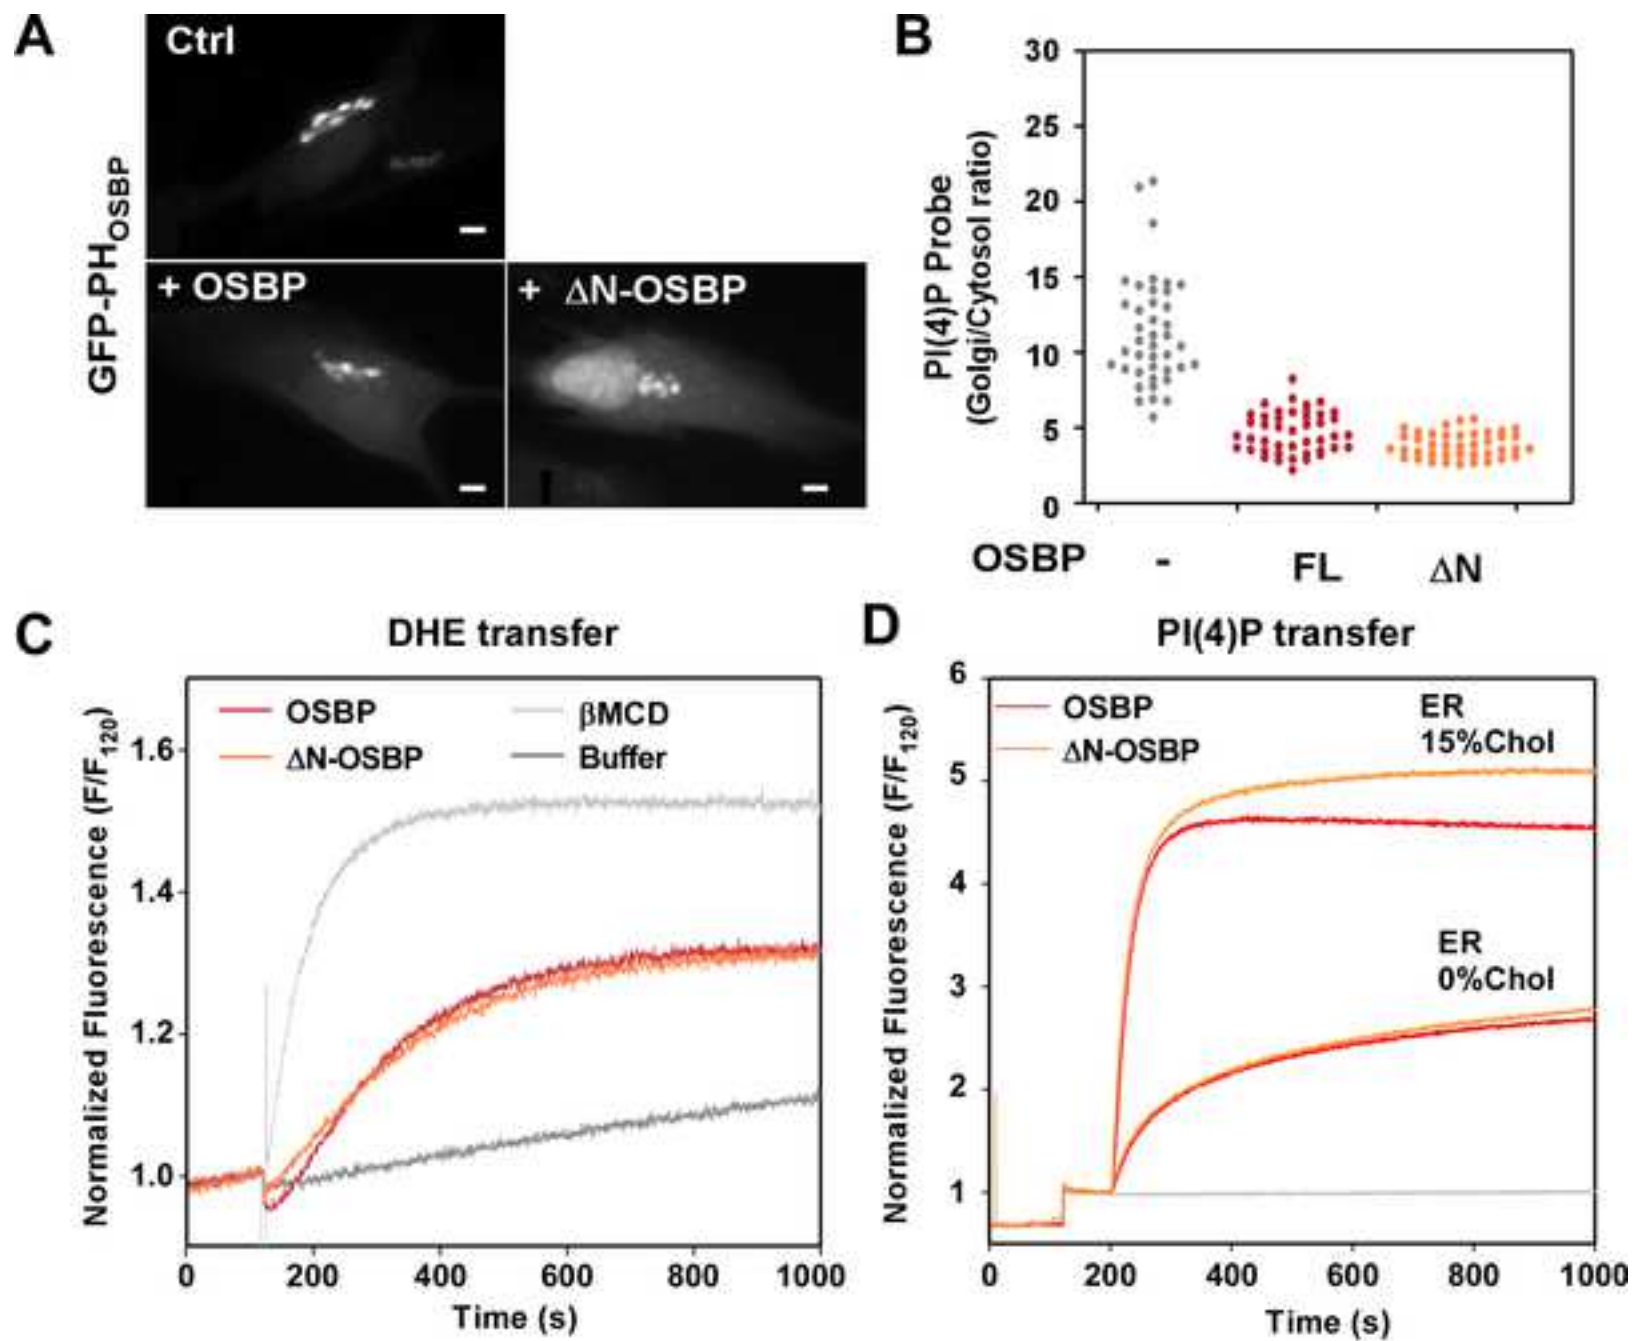 A
Ctrl
GFP-PHOSBP
+ OSBP
+ ΔN-OSBP
B
PI(4)P Probe
(Golgi/Cytosol ratio)
30
25
20
15
10
5
0
OSBP - FL ΔN
C
DHE transfer
Normalized Fluorescence (F/F120)
1.6
1.4
1.2
1.0
OSBP
ΔN-OSBP
βMCD
Buffer
0 200 400 600 800 1000
Time (s)
D
PI(4)P transfer
Normalized Fluorescence (F/F120)
6
5
4
3
2
1
OSBP
ΔN-OSBP
ER
15%Chol
ER
0%Chol
0 200 400 600 800 1000
Time (s)